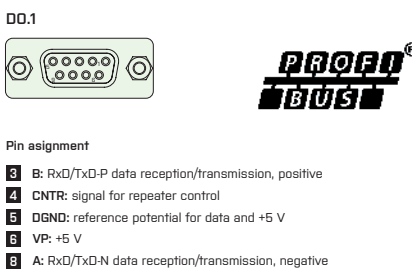 DO.1
PROFI®
BUS
Pin asignment
3 B: RxD/TxD-P data reception/transmission, positive
4 CNTR: signal for repeater control
5 DGND: reference potential for data and +5 V
6 VP: +5 V
8 A: RxD/TxD-N data reception/transmission, negative